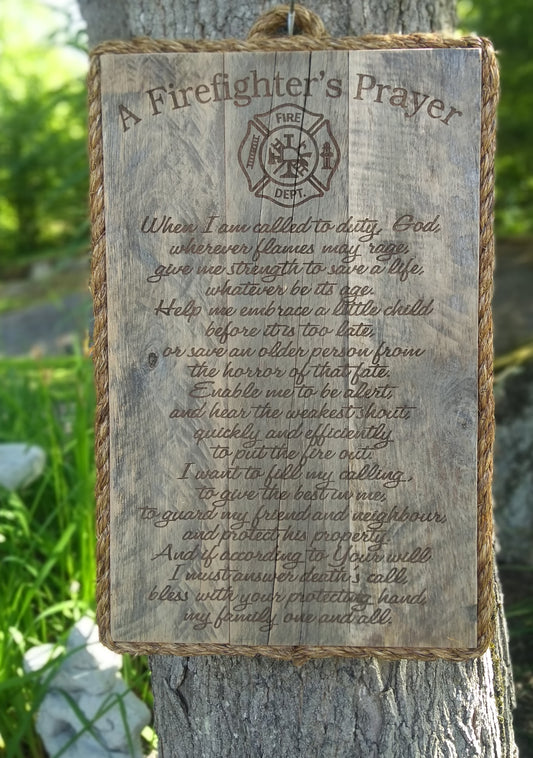 A Firefighter's Prayer
FIRE
DEPT.
When I am called to duty, God,
wherever flames may rage,
give me strength to save a life,
whatever be its age.
Help me embrace a little child
before it is too late,
or save an older person from
the horror of that fate.
Enable me to be alert,
and hear the weakest shout,
quickly and efficiently
to put the fire out.
I want to fill my calling,
to give the best in me,
to guard my friend and neighbour,
and protect his property.
And if according to Your will
I must answer death's call,
bless with your protecting hand,
my family one and all.